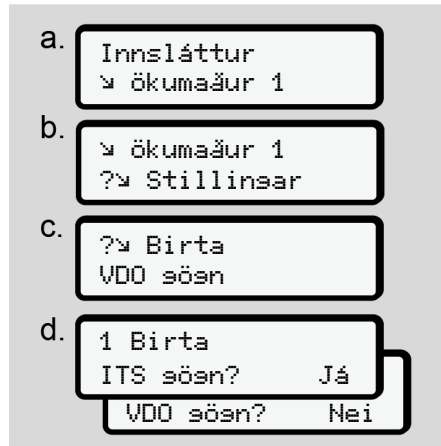 a.
Innsláttur
↘ ökumaður 1
b.
↘ ökumaður 1
?↘ Stillingar
c.
?↘ Birta
VDO gögn
d.
1 Birta
ITS gögn? Já
VDO gögn? Nei